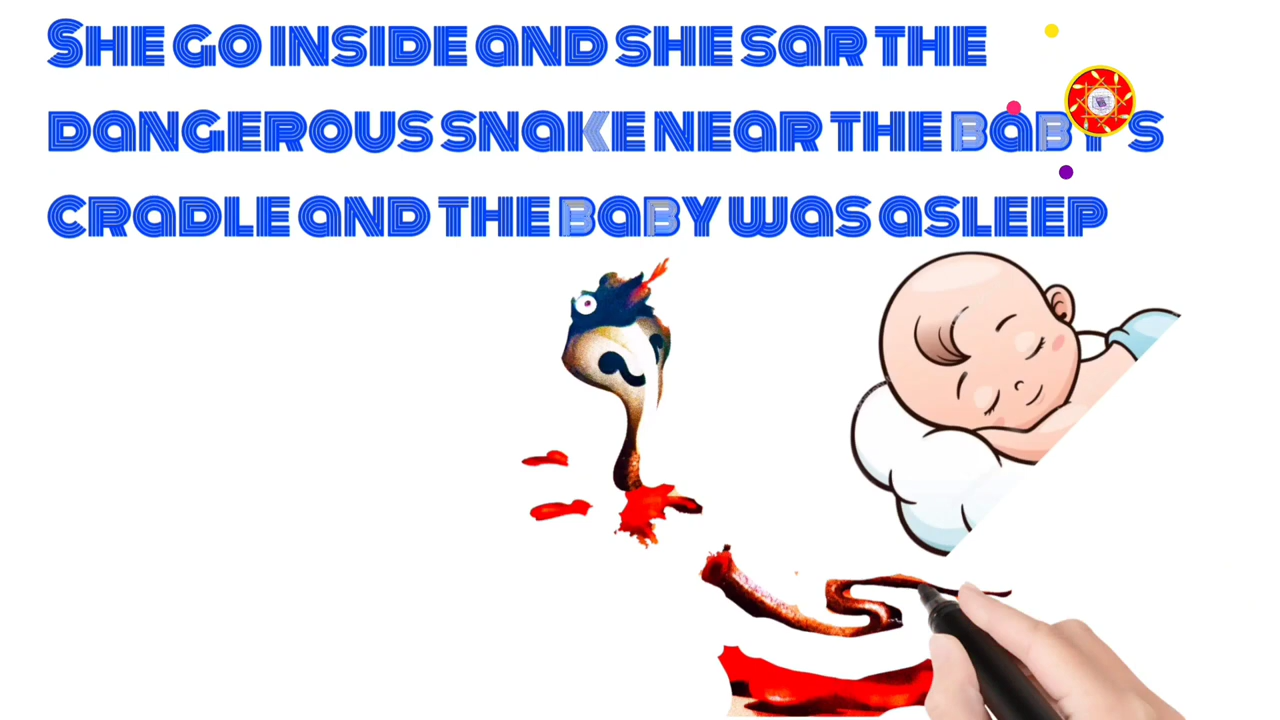 She go inside and she sar the
dangerous snake near the baby's
cradle and the baby was asleep